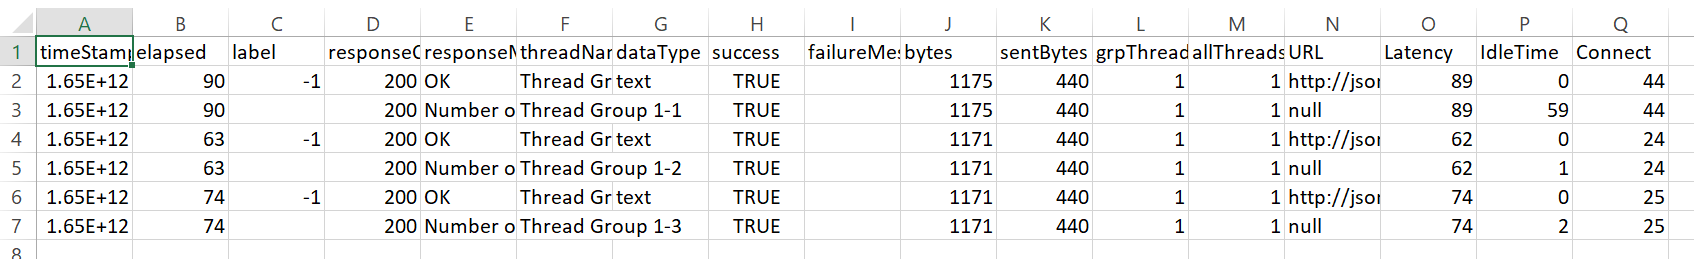 A B C D E F G H I J K L M N O P Q
1 timeStamp elapsed label responseC responseM threadNar dataType success failureMes bytes sentBytes grpThread allThreads URL Latency IdleTime Connect
2 1.65E+12 90 -1 200 OK Thread Gr text TRUE 1175 440 1 1 http://jsor 89 0 44
3 1.65E+12 90 200 Number o Thread Group 1-1 TRUE 1175 440 1 1 null 89 59 44
4 1.65E+12 63 -1 200 OK Thread Gr text TRUE 1171 440 1 1 http://jsor 62 0 24
5 1.65E+12 63 200 Number o Thread Group 1-2 TRUE 1171 440 1 1 null 62 1 24
6 1.65E+12 74 -1 200 OK Thread Gr text TRUE 1171 440 1 1 http://jsor 74 0 25
7 1.65E+12 74 200 Number o Thread Group 1-3 TRUE 1171 440 1 1 null 74 2 25
8